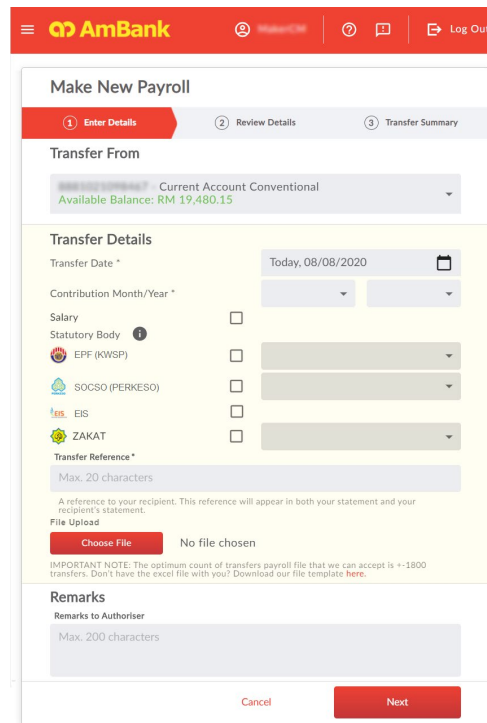 AmBank
Log Out
Make New Payroll
1 Enter Details
2 Review Details
3 Transfer Summary
Transfer From
- Current Account Conventional
Available Balance: RM 19,480.15
Transfer Details
Transfer Date *
Today, 08/08/2020
Contribution Month/Year *
Salary
Statutory Body
EPF (KWSP)
SOCSO (PERKESO)
EIS EIS
ZAKAT
Transfer Reference *
Max. 20 characters
A reference to your recipient. This reference will appear in both your statement and your
recipient's statement.
File Upload
Choose File No file chosen
IMPORTANT NOTE: The optimum count of transfers payroll file that we can accept is +-1800
transfers. Don't have the excel file with you? Download our file template here.
Remarks
Remarks to Authoriser
Max. 200 characters
Cancel
Next